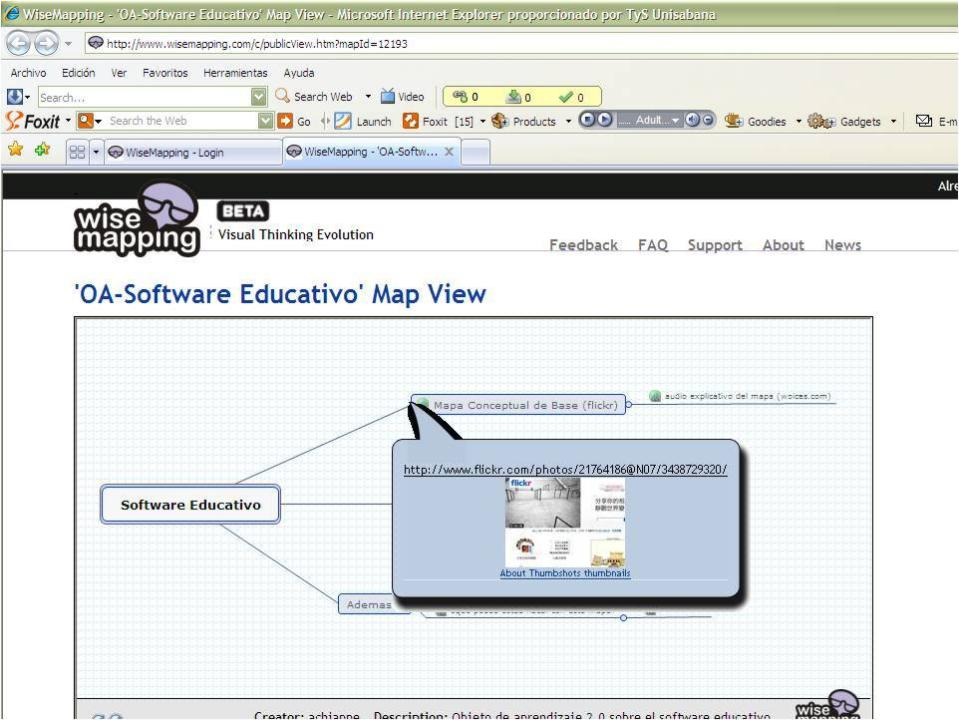 WiseMapping - 'OA-Software Educativo' Map View - Microsoft Internet Explorer proporcionado por TyS Unisabana
http://www.wisemapping.com/c/publicView.htm?mapId=12193
Archivo Edición Ver Favoritos Herramientas Ayuda
Search... Search Web Video 0 0 0
Foxit Search the Web Go Launch Foxit [15] Products .... Adult... Goodies Gadgets E-m
WiseMapping - Login WiseMapping - 'OA-Softw... X
Alre
wise mapping BETA
Visual Thinking Evolution
Feedback FAQ Support About News
'OA-Software Educativo' Map View
Mapa Conceptual de Base (flickr) audio explicativo del mapa (woices.com)
http://www.flickr.com/photos/21764186@N07/3438729320/
flickr
About Thumbshots thumbnails
Software Educativo
Ademas
Creator: achiappe Description: Objeto de aprendizaje 2.0 sobre el software educativo
wise mapping